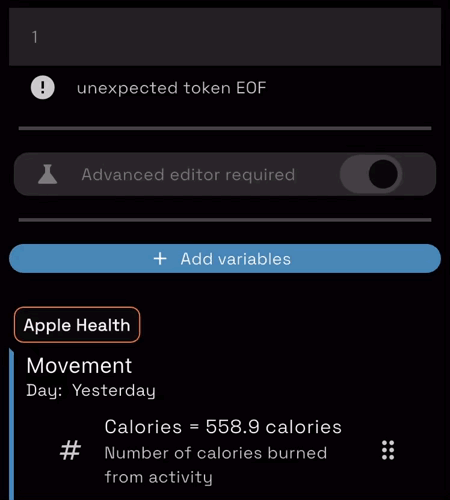 1
unexpected token EOF
Advanced editor required
+ Add variables
Apple Health
Movement
Day: Yesterday
# Calories = 558.9 calories
Number of calories burned
from activity